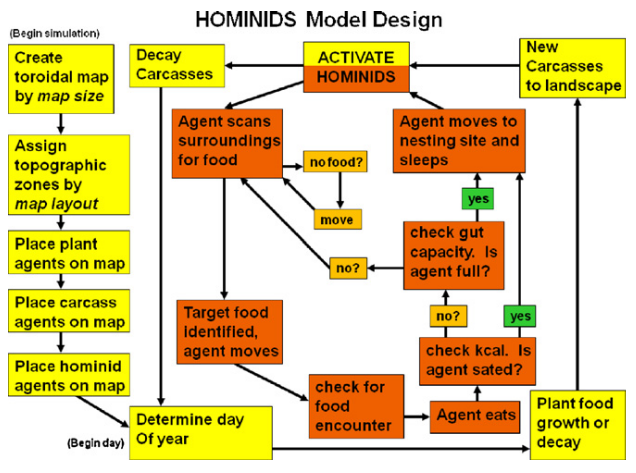 HOMINIDS Model Design
(Begin simulation)
Create
toroidal map
by map size
Assign
topographic
zones by
map layout
Place plant
agents on map
Place carcass
agents on map
Place hominid
agents on map
(Begin day)
Determine day
Of year
Decay
Carcasses
ACTIVATE
HOMINIDS
New
Carcasses
to landscape
Agent scans
surroundings
for food
no food?
move
Agent moves to
nesting site and
sleeps
yes
check gut
capacity. Is
agent full?
no?
no?
yes
Target food
identified,
agent moves
check kcal. Is
agent sated?
check for
food
encounter
Agent eats
Plant food
growth or
decay